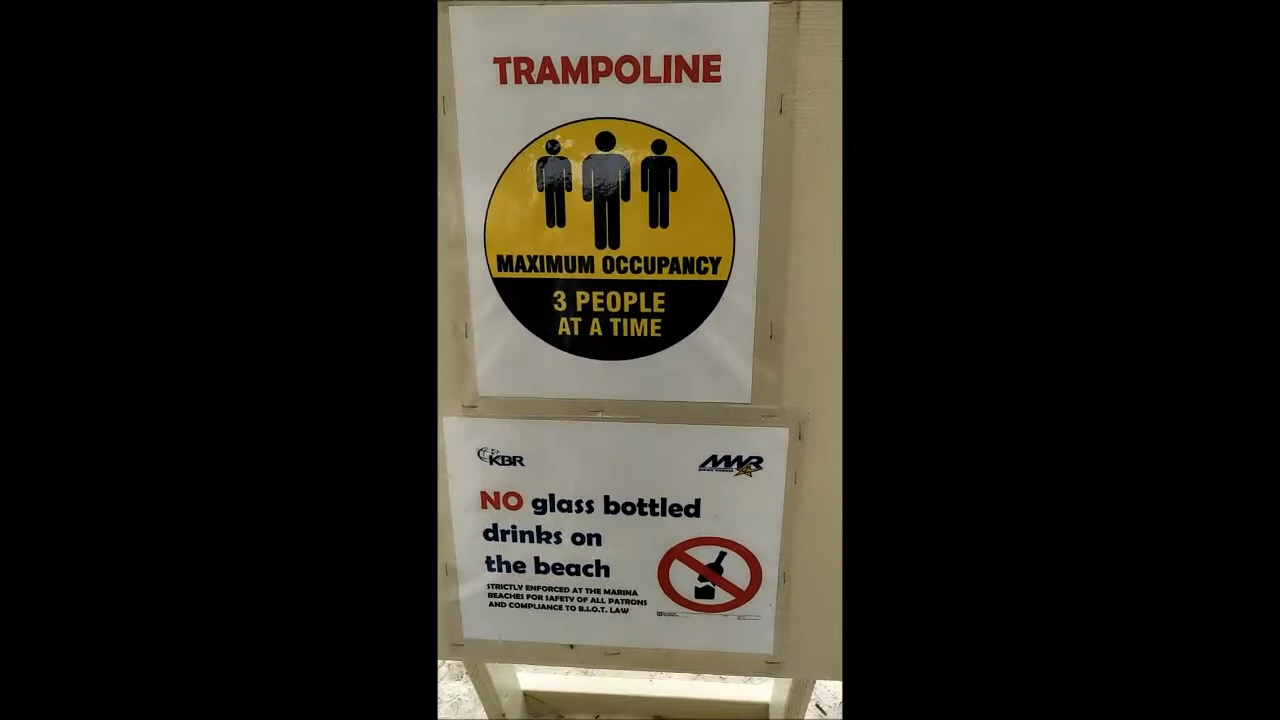 TRAMPOLINE
MAXIMUM OCCUPANCY
3 PEOPLE
AT A TIME
KBR
MWR
NO glass bottled
drinks on
the beach
STRICTLY ENFORCED AT THE MARINA
BEACHES FOR SAFETY OF ALL PATRONS
AND COMPLIANCE TO B.I.O.T. LAW